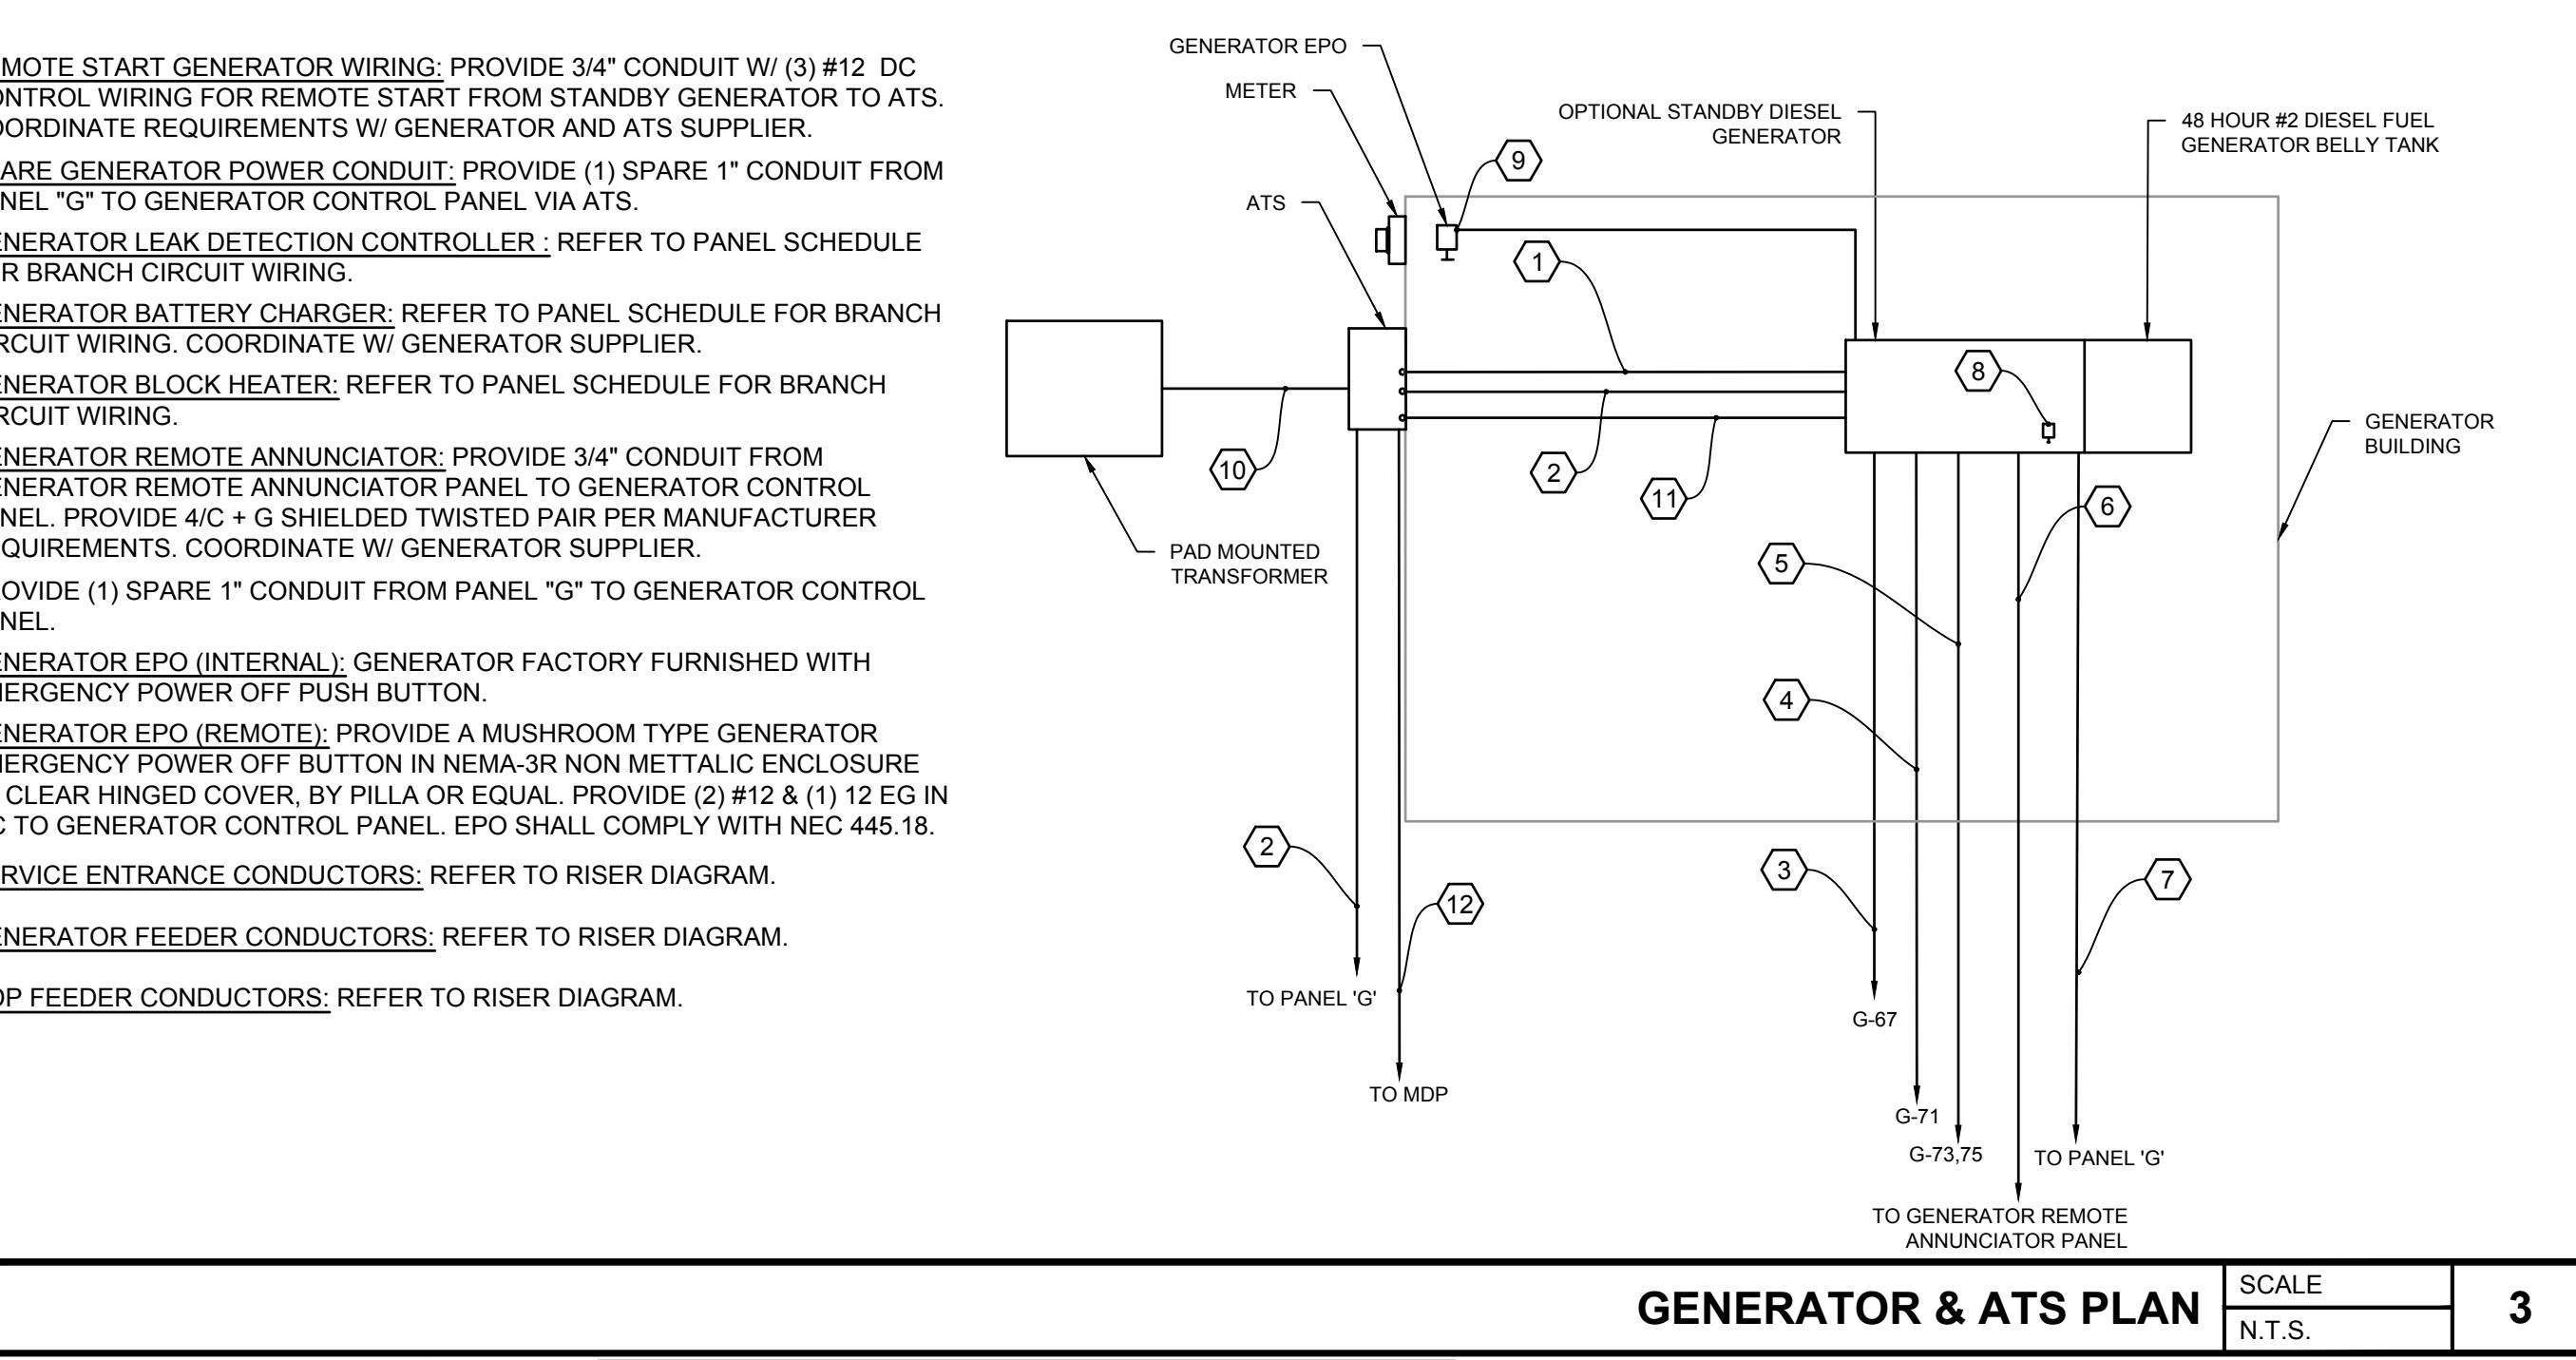 MOTE START GENERATOR WIRING: PROVIDE 3/4" CONDUIT W/ (3) #12 DC
NTROL WIRING FOR REMOTE START FROM STANDBY GENERATOR TO ATS.
ORDINATE REQUIREMENTS W/ GENERATOR AND ATS SUPPLIER.
ARE GENERATOR POWER CONDUIT: PROVIDE (1) SPARE 1" CONDUIT FROM
NEL "G" TO GENERATOR CONTROL PANEL VIA ATS.
NERATOR LEAK DETECTION CONTROLLER : REFER TO PANEL SCHEDULE
R BRANCH CIRCUIT WIRING.
NERATOR BATTERY CHARGER: REFER TO PANEL SCHEDULE FOR BRANCH
RCUIT WIRING. COORDINATE W/ GENERATOR SUPPLIER.
NERATOR BLOCK HEATER: REFER TO PANEL SCHEDULE FOR BRANCH
RCUIT WIRING.
NERATOR REMOTE ANNUNCIATOR: PROVIDE 3/4" CONDUIT FROM
NERATOR REMOTE ANNUNCIATOR PANEL TO GENERATOR CONTROL
NEL. PROVIDE 4/C + G SHIELDED TWISTED PAIR PER MANUFACTURER
QUIREMENTS. COORDINATE W/ GENERATOR SUPPLIER.
OVIDE (1) SPARE 1" CONDUIT FROM PANEL "G" TO GENERATOR CONTROL
NEL.
NERATOR EPO (INTERNAL): GENERATOR FACTORY FURNISHED WITH
ERGENCY POWER OFF PUSH BUTTON.
NERATOR EPO (REMOTE): PROVIDE A MUSHROOM TYPE GENERATOR
ERGENCY POWER OFF BUTTON IN NEMA-3R NON METTALIC ENCLOSURE
CLEAR HINGED COVER, BY PILLA OR EQUAL. PROVIDE (2) #12 & (1) 12 EG IN
C TO GENERATOR CONTROL PANEL. EPO SHALL COMPLY WITH NEC 445.18.
RVICE ENTRANCE CONDUCTORS: REFER TO RISER DIAGRAM.
NERATOR FEEDER CONDUCTORS: REFER TO RISER DIAGRAM.
P FEEDER CONDUCTORS: REFER TO RISER DIAGRAM.
GENERATOR EPO
METER
ATS
9
1
OPTIONAL STANDBY DIESEL
GENERATOR
48 HOUR #2 DIESEL FUEL
GENERATOR BELLY TANK
8
10
2
11
GENERATOR
BUILDING
6
PAD MOUNTED
TRANSFORMER
5
4
2
12
3
7
TO PANEL 'G'
TO MDP
G-67
G-71
G-73,75
TO PANEL 'G'
TO GENERATOR REMOTE
ANNUNCIATOR PANEL
GENERATOR & ATS PLAN
SCALE
N.T.S.
3